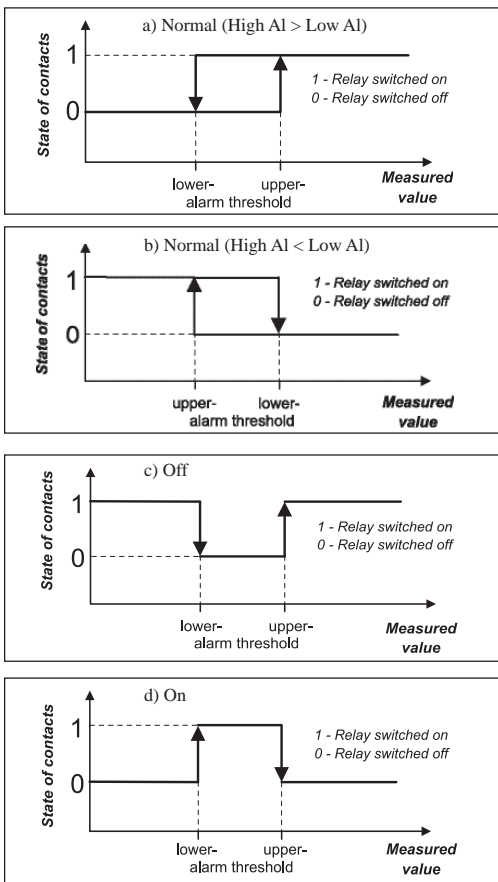 a) Normal (High Al > Low Al)
State of contacts
1
0
1 - Relay switched on
0 - Relay switched off
lower- upper-
alarm threshold
Measured
value
b) Normal (High Al < Low Al)
State of contacts
1
0
1 - Relay switched on
0 - Relay switched off
upper- lower-
alarm threshold
Measured
value
c) Off
State of contacts
1
0
1 - Relay switched on
0 - Relay switched off
lower- upper-
alarm threshold
Measured
value
d) On
State of contacts
1
0
1 - Relay switched on
0 - Relay switched off
lower- upper-
alarm threshold
Measured
value